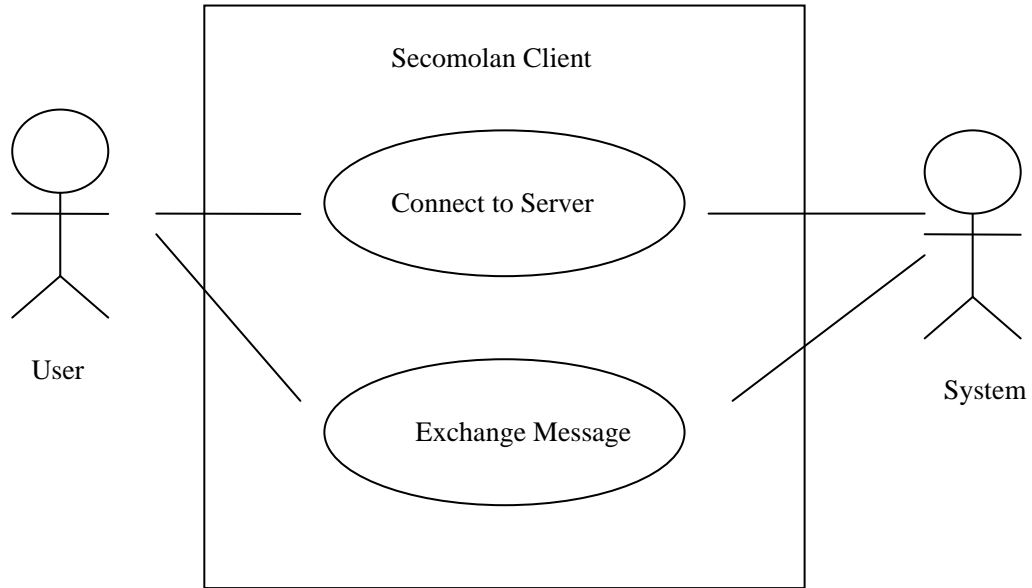 Secomolan Client
Connect to Server
User
System
Exchange Message